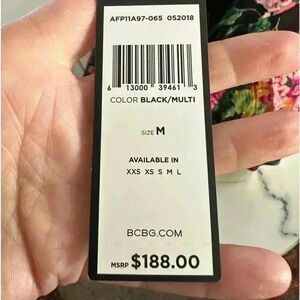 AFP11A97-065 052018
6 13000 39461 3
COLOR BLACK/MULTI
SIZE M
AVAILABLE IN
XXS XS S M L
BCBG.COM
MSRP $188.00